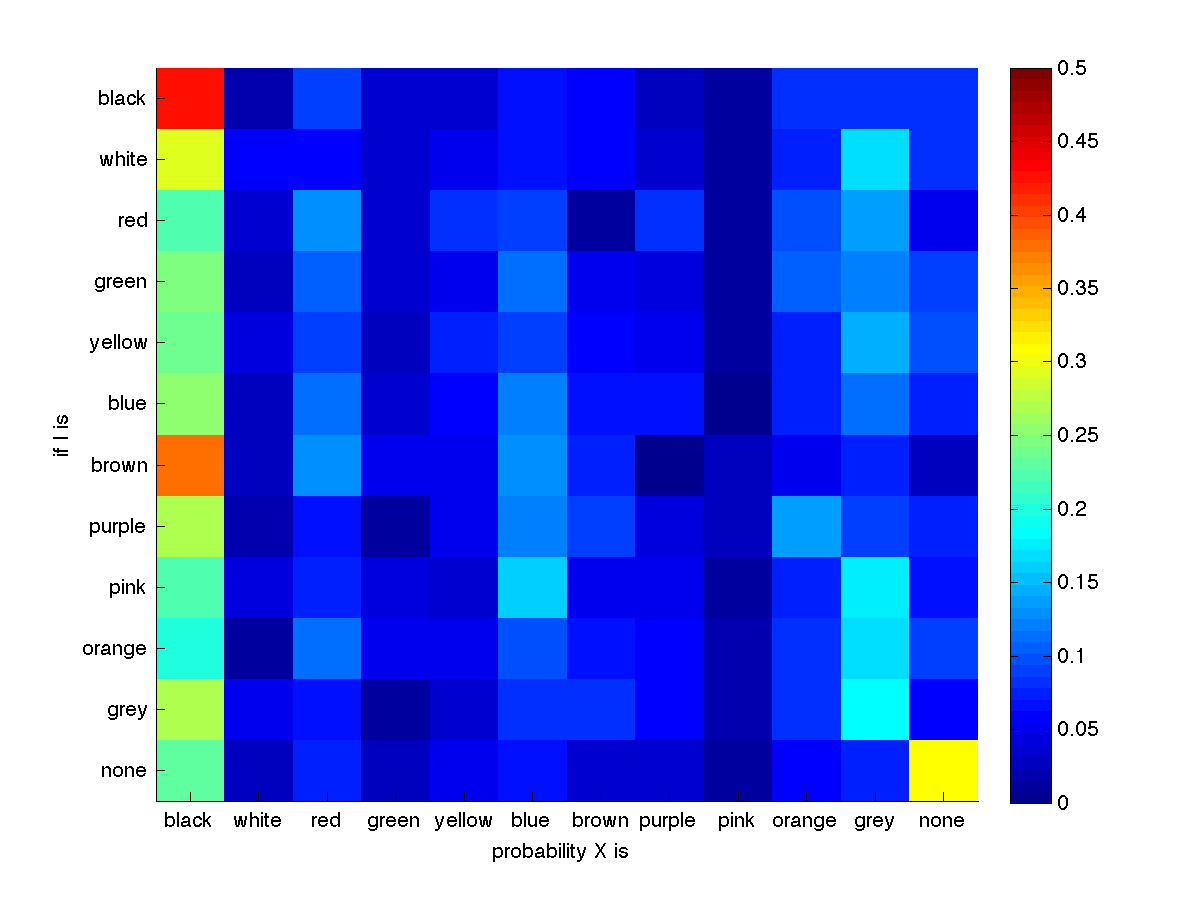 black
white
red
green
yellow
blue
brown
purple
pink
orange
grey
none
if I is
black white red green yellow blue brown purple pink orange grey none
probability X is
0.5
0.45
0.4
0.35
0.3
0.25
0.2
0.15
0.1
0.05
0